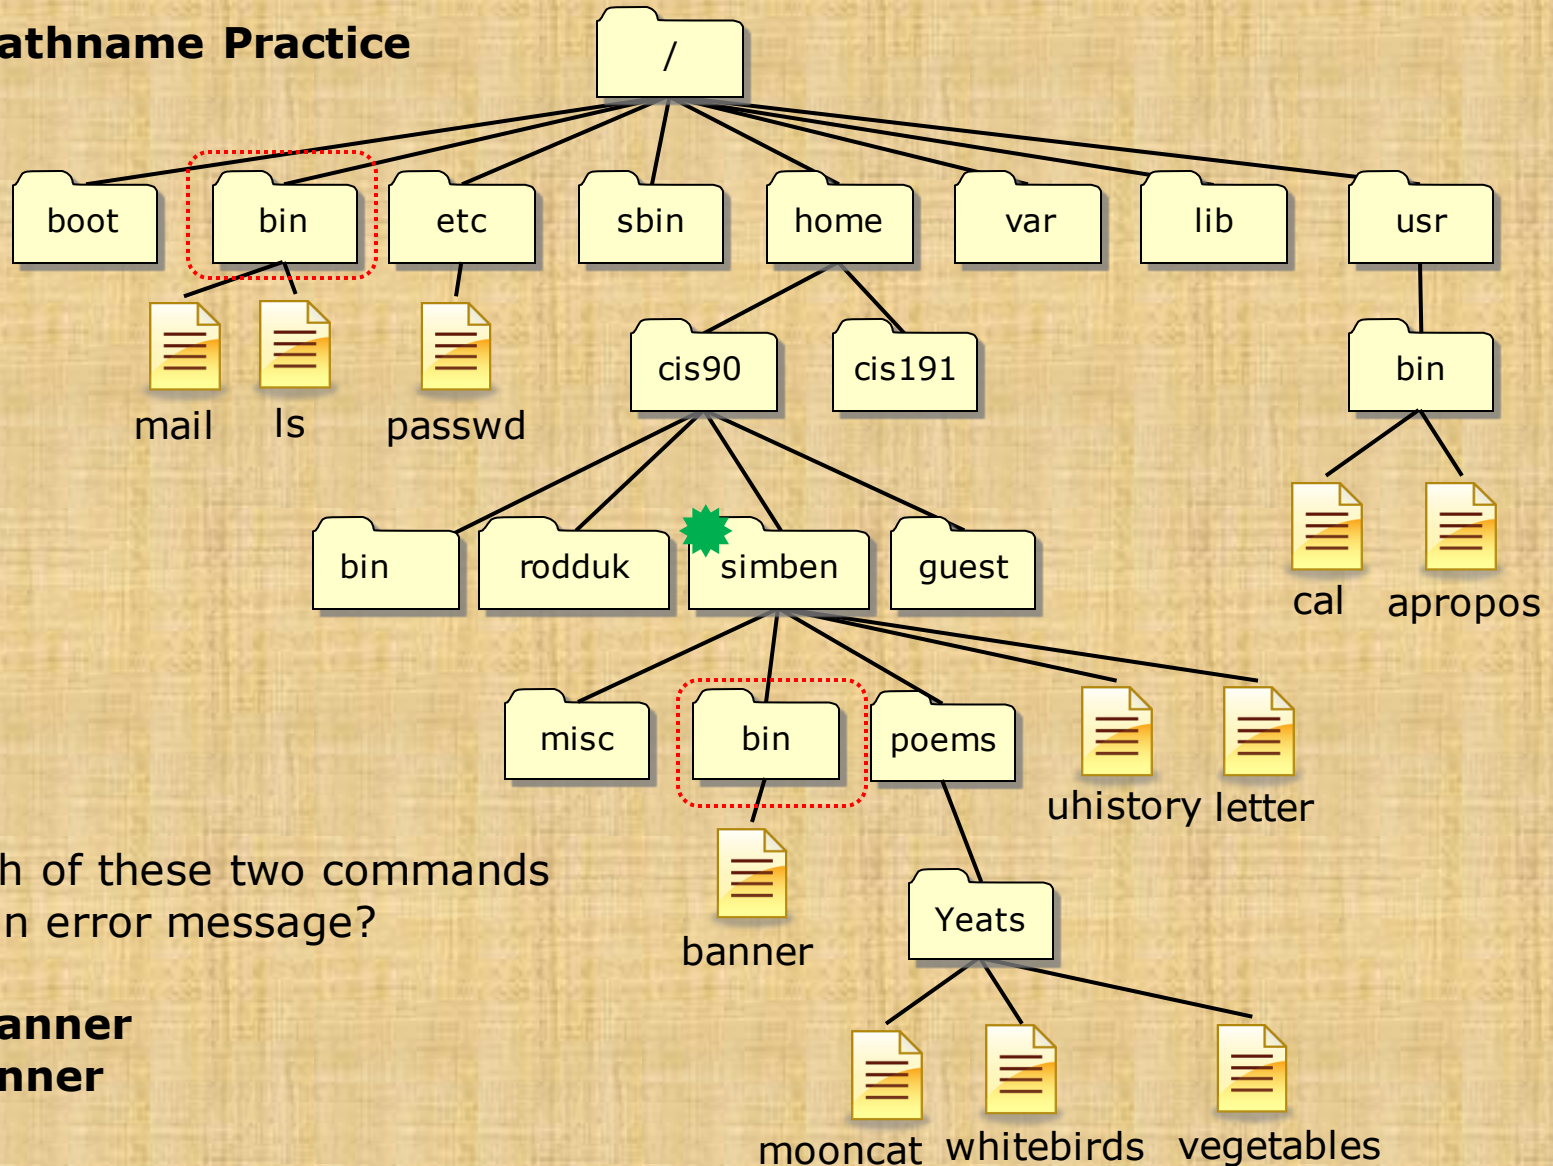 athname Practice
/
boot bin etc sbin home var lib usr
mail ls passwd
cis90 cis191 bin
bin rodduk simben guest
cal apropos
misc bin poems
uhistory letter
h of these two commands
n error message?
banner
Yeats
anner
nner
mooncat whitebirds vegetables